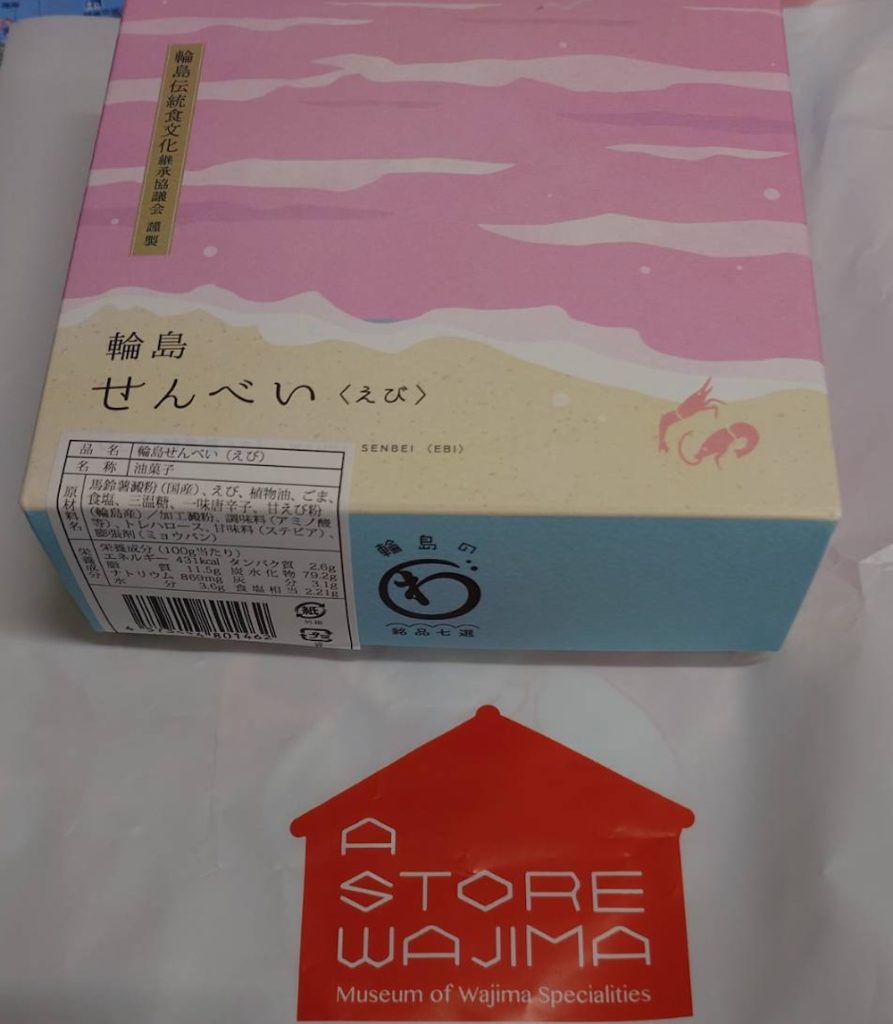 輪島伝統食文化継承協議会 謹製
輪島
せんべい〈えび〉
SENBEI （EBI）
品名 輪島せんべい（えび）
名称 油菓子
原材料名 馬鈴薯澱粉（国産）、えび、植物油、ごま、
食塩、三温糖、一味唐辛子、甘えび粉
（輪島産）／加工澱粉、調味料（アミノ酸
等）、トレハロース、甘味料（ステビア）、
膨張剤（ミョウバン）
栄養成分 栄養成分（100g当たり）
エネルギー 431kcal タンパク質 2.6g
脂質 11.5g 炭水化物 79.2g
ナトリウム 869mg 灰分 3.1g
水分 3.6g 食塩相当 2.21g
紙
輪島の
わ
銘品七選
A
STORE
WAJIMA
Museum of Wajima Specialities